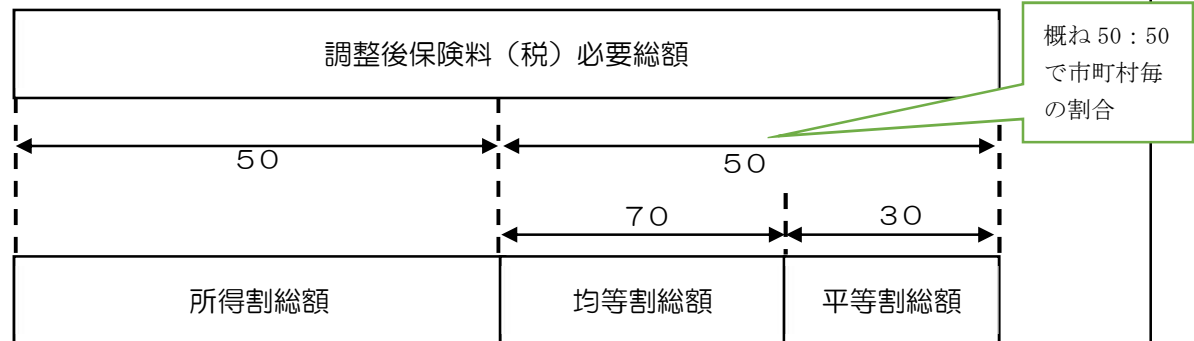 調整後保険料（税）必要総額
概ね 50：50
で市町村毎
の割合
５０
５０
７０
３０
所得割総額
均等割総額
平等割総額